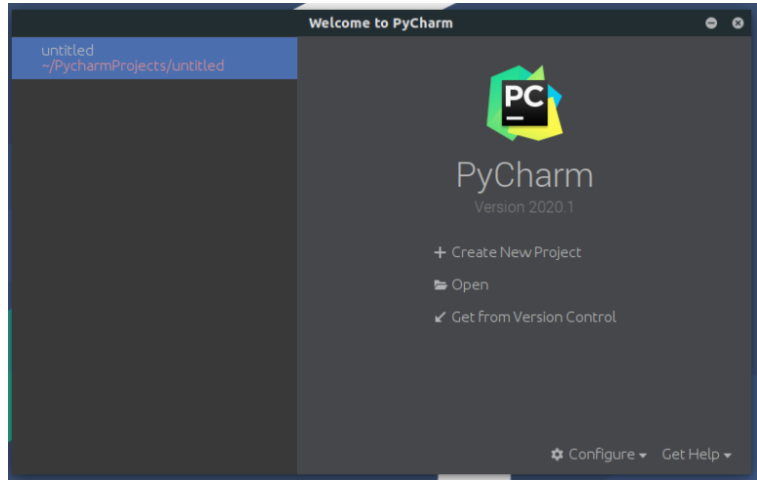 Welcome to PyCharm
untitled
~/PycharmProjects/untitled
PC
PyCharm
Version 2020.1
Create New Project
Open
Get from Version Control
Configure
Get Help